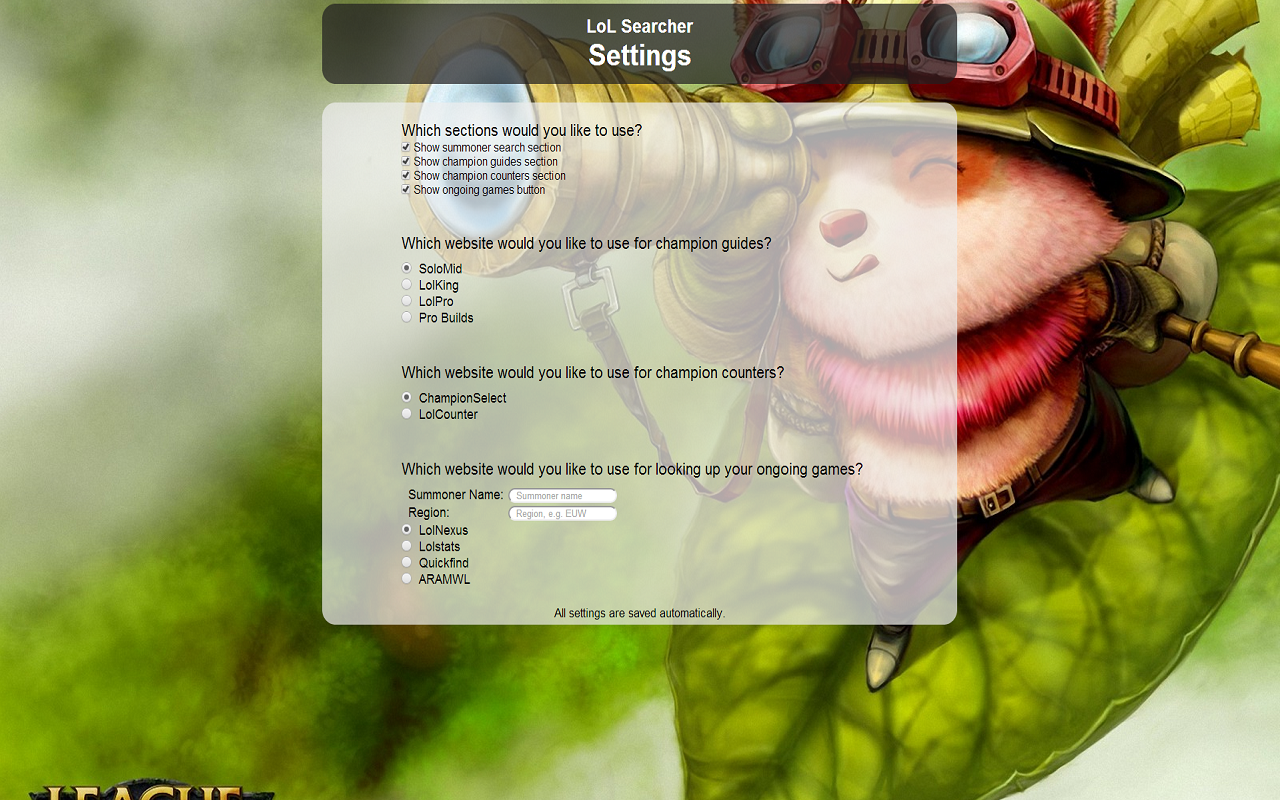 LoL Searcher
Settings
Which sections would you like to use?
Show summoner search section
Show champion guides section
Show champion counters section
Show ongoing games button
Which website would you like to use for champion guides?
SoloMid
LolKing
LolPro
Pro Builds
Which website would you like to use for champion counters?
ChampionSelect
LolCounter
Which website would you like to use for looking up your ongoing games?
Summoner Name: Summoner name
Region: Region, e.g. EUW
LolNexus
Lolstats
Quickfind
ARAMWL
All settings are saved automatically.
LEAGUE